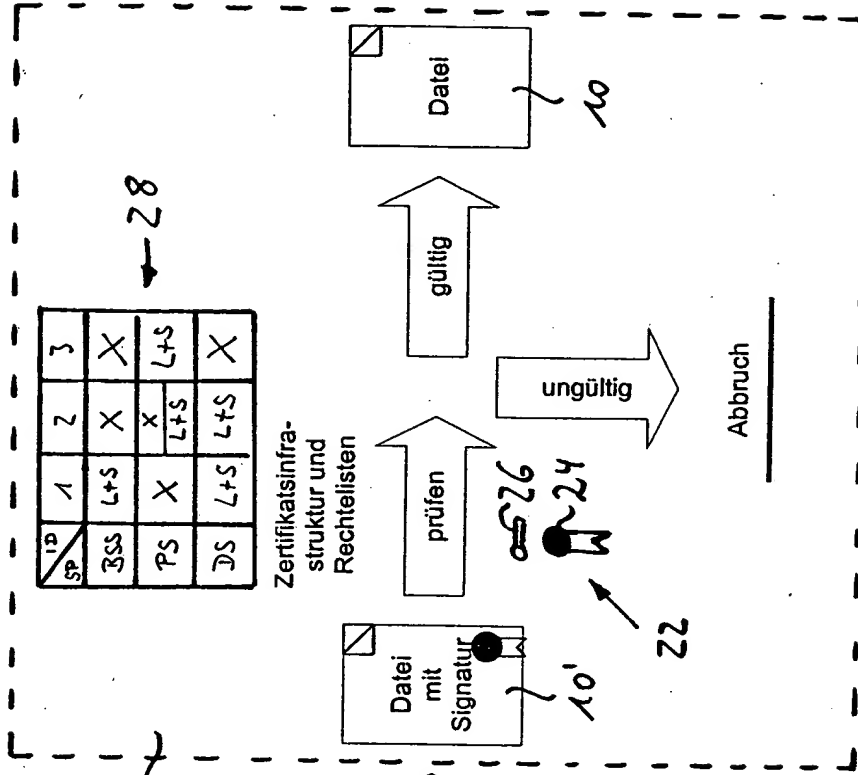 ID 1 2 3
SP
BSS L+S X X
PS X X L+S
L+S
DS L+S L+S X
28
Zertifikatsinfra-
struktur und
Rechtelisten
Datei
mit
Signatur
10'
prüfen
26
24
22
gültig
ungültig
Abbruch
Datei
10